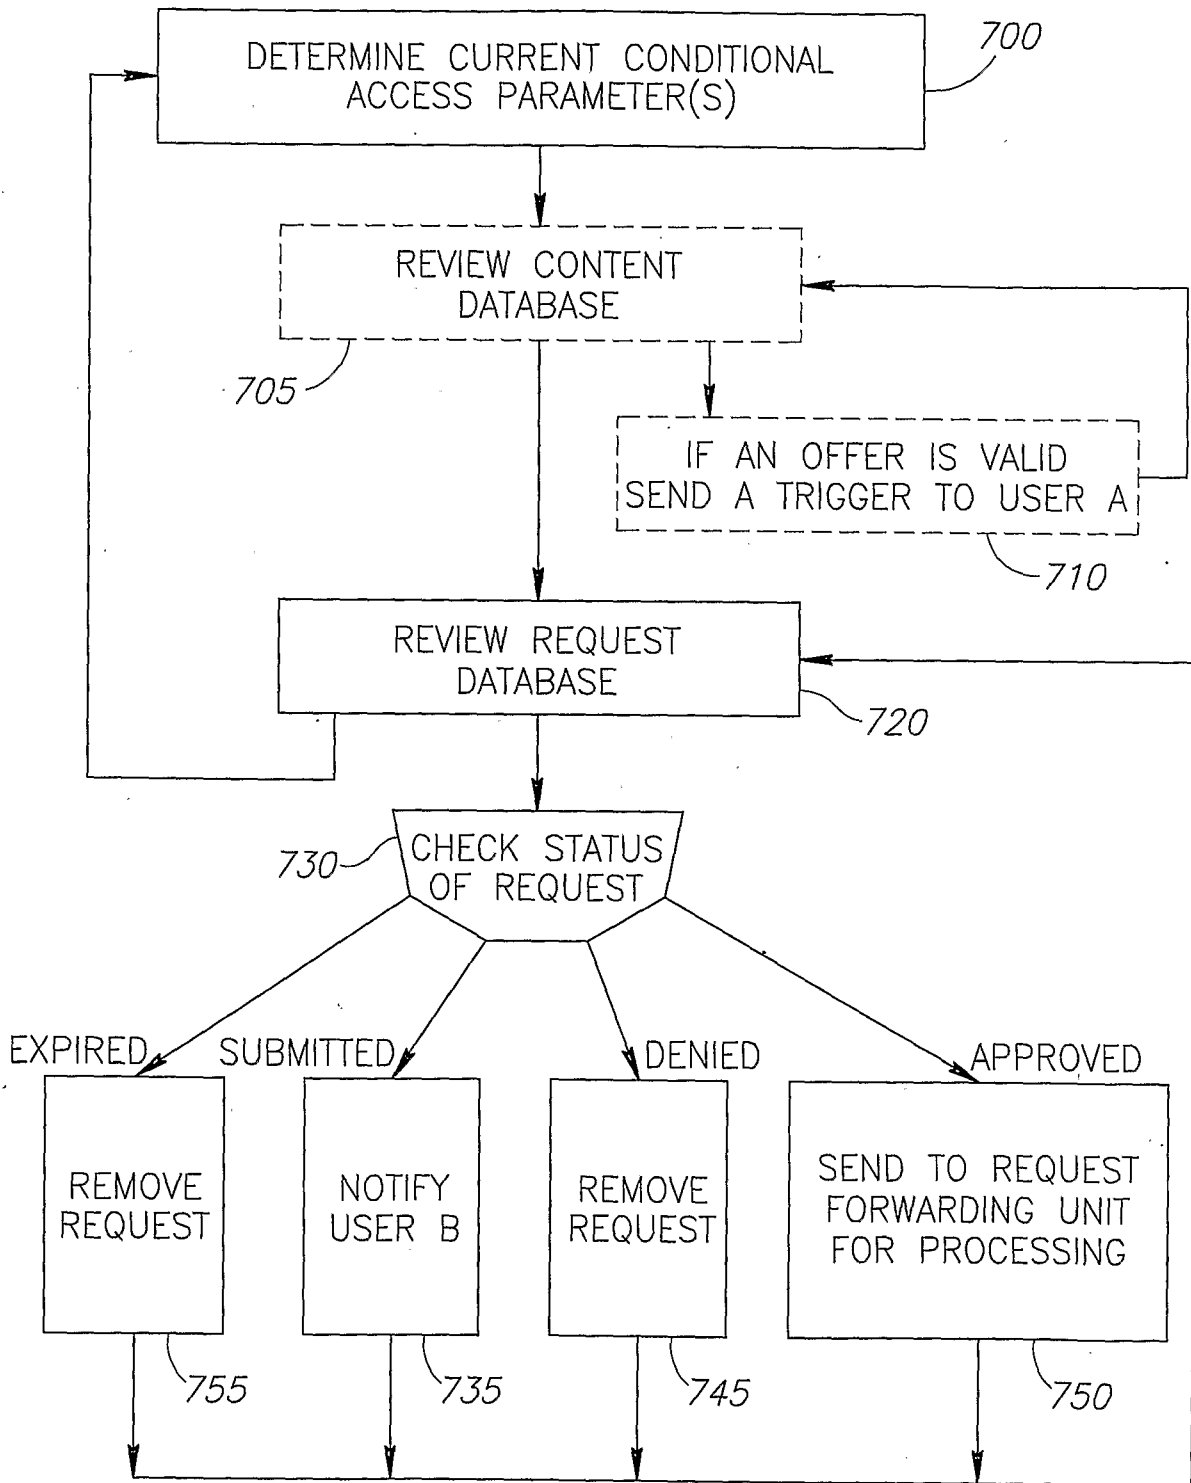 DETERMINE CURRENT CONDITIONAL
ACCESS PARAMETER(S)
700
REVIEW CONTENT
DATABASE
705
IF AN OFFER IS VALID
SEND A TRIGGER TO USER A
710
REVIEW REQUEST
DATABASE
720
730
CHECK STATUS
OF REQUEST
EXPIRED
SUBMITTED
DENIED
APPROVED
REMOVE
REQUEST
NOTIFY
USER B
REMOVE
REQUEST
SEND TO REQUEST
FORWARDING UNIT
FOR PROCESSING
755
735
745
750